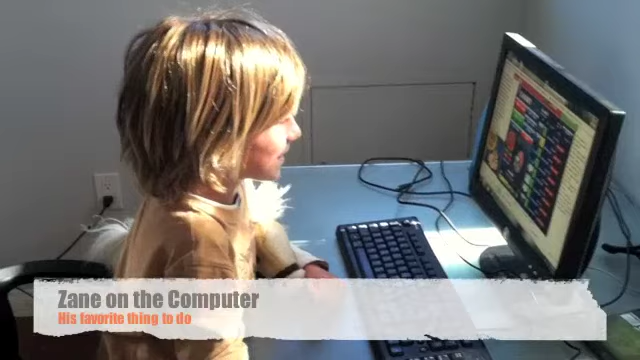 Zane on the Computer
His favorite thing to do